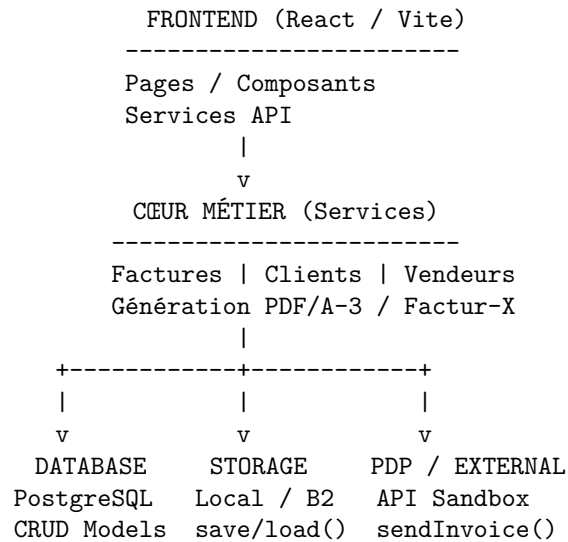 FRONTEND (React / Vite)
------------------------
Pages / Composants
Services API
|
v
CŒUR MÉTIER (Services)
-------------------------
Factures | Clients | Vendeurs
Génération PDF/A-3 / Factur-X
|
+------------+------------+
| | |
v v v
DATABASE STORAGE PDP / EXTERNAL
PostgreSQL Local / B2 API Sandbox
CRUD Models save/load() sendInvoice()